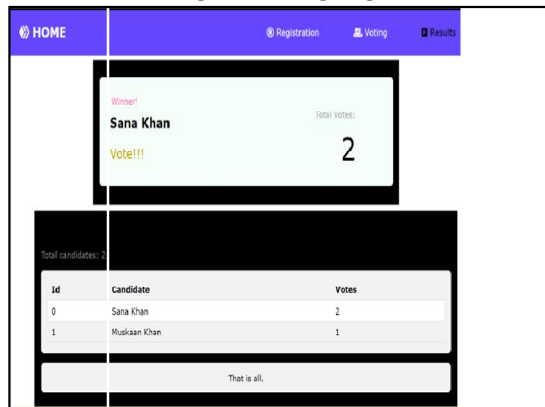 HOME
Registration Voting Results
Winner!
Sana Khan
Total Votes:
Vote!!!
2
Total candidates: 2
Id Candidate Votes
0 Sana Khan 2
1 Muskaan Khan 1
That is all.